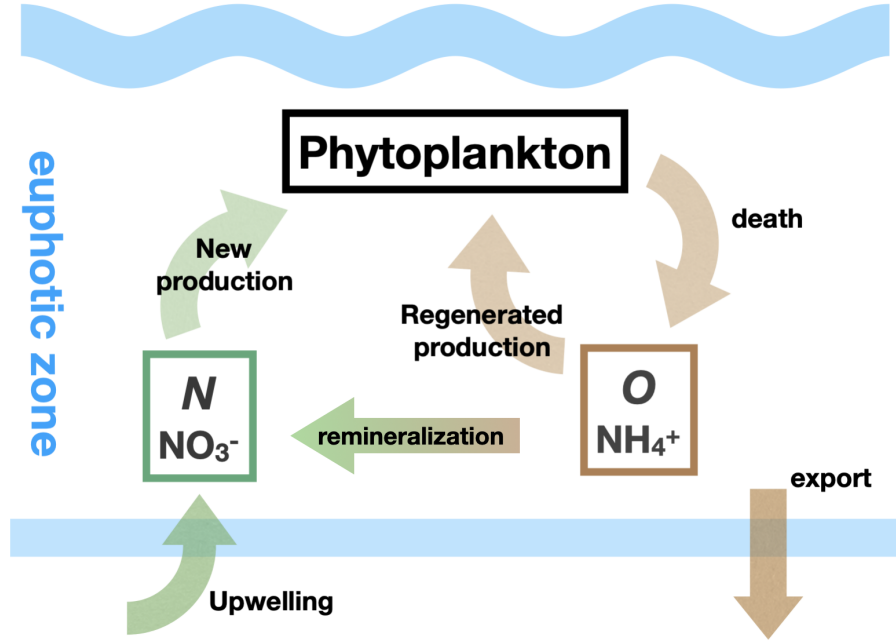 Phytoplankton
euphotic zone
death
New
production
Regenerated
production
N
NO₃⁻
remineralization
O
NH₄⁺
export
Upwelling